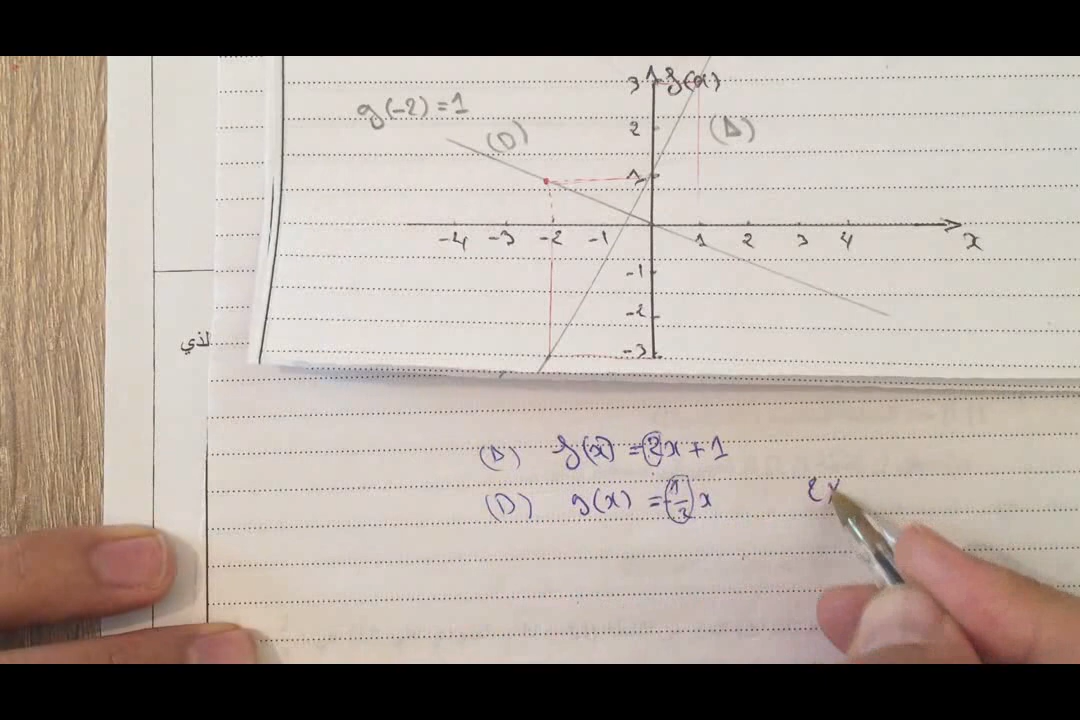 3 f(x)
g(-2) = 1
(D) 2 (Δ)
1
-4 -3 -2 -1 1 2 3 4 x
-1
-2
لذي
-3
(Δ) f(x) = 2x + 1
(D) g(x) = -1/2 x 2x